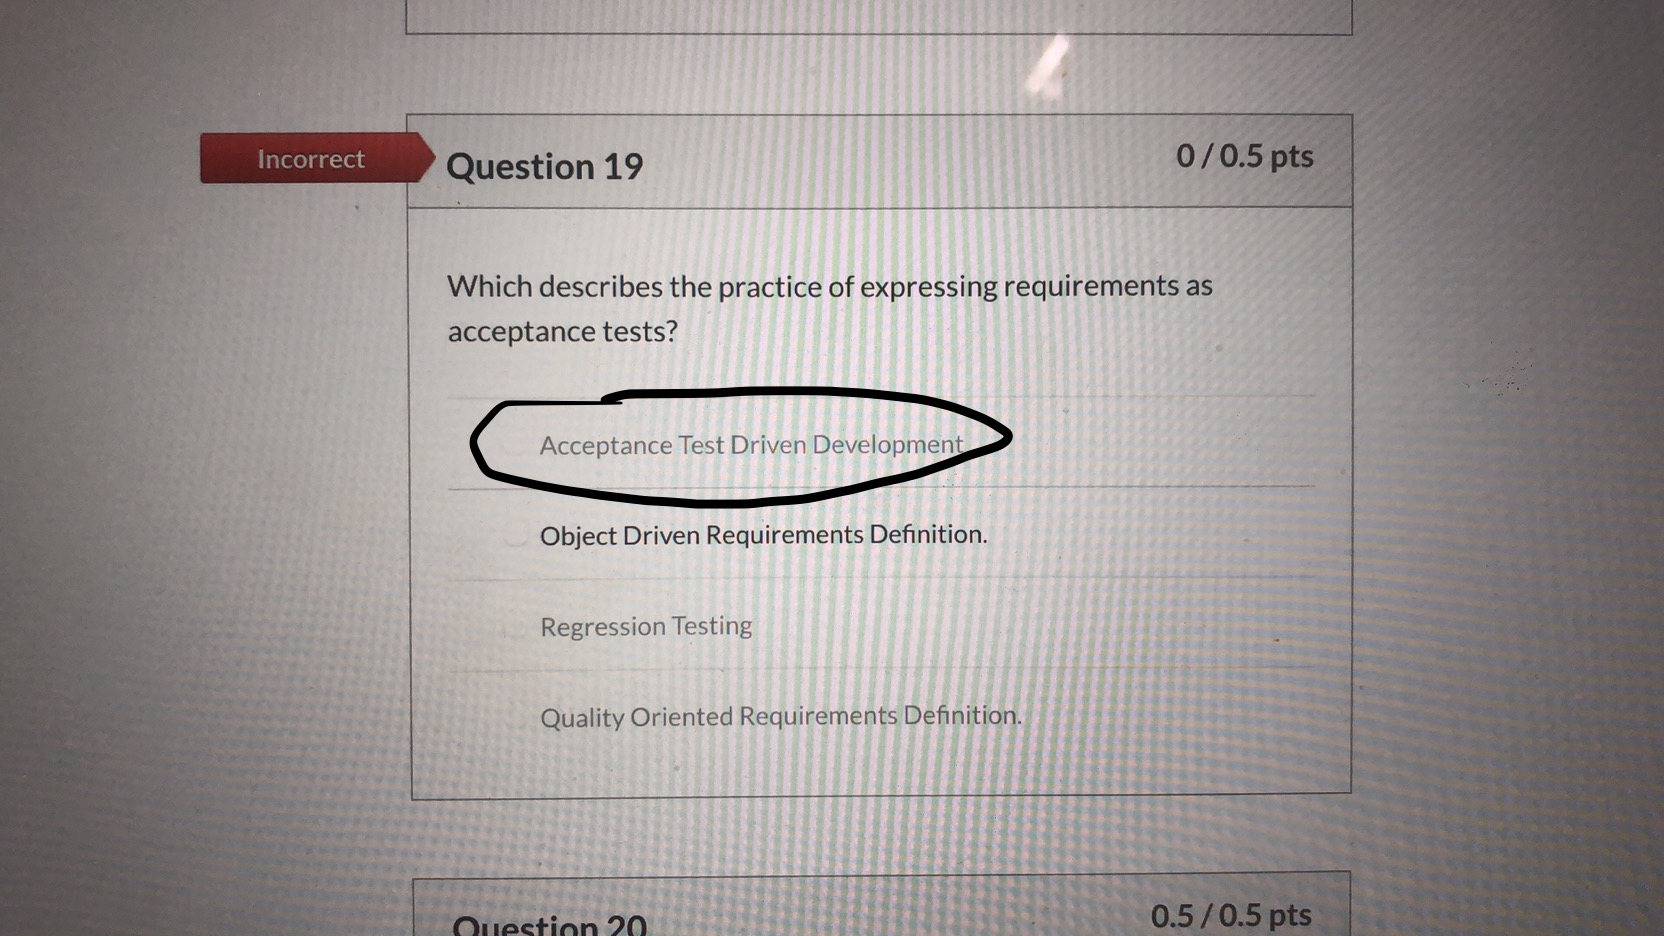 Incorrect
Question 19
0 / 0.5 pts
Which describes the practice of expressing requirements as
acceptance tests?
Acceptance Test Driven Development
Object Driven Requirements Definition.
Regression Testing
Quality Oriented Requirements Definition.
Question 20
0.5 / 0.5 pts